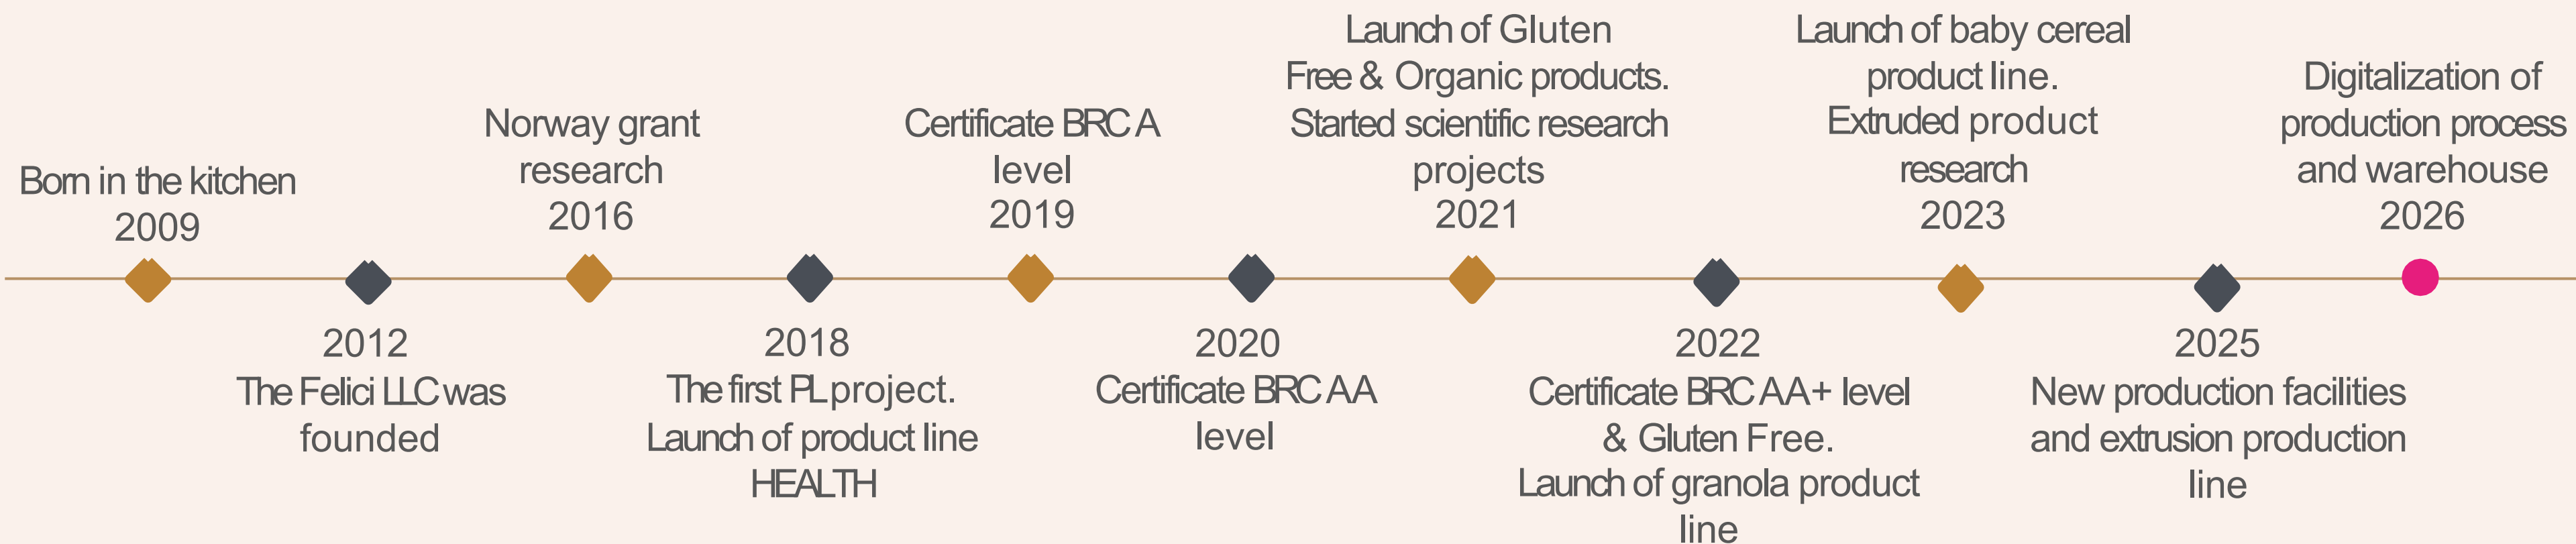 Born in the kitchen
2009
2012
The Felici LLC was
founded
Norway grant
research
2016
2018
The first PL project.
Launch of product line
HEALTH
Certificate BRC A
level
2019
2020
Certificate BRC AA
level
Launch of Gluten
Free & Organic products.
Started scientific research
projects
2021
2022
Certificate BRC AA+ level
& Gluten Free.
Launch of granola product
line
Launch of baby cereal
product line.
Extruded product
research
2023
2025
New production facilities
and extrusion production
line
Digitalization of
production process
and warehouse
2026